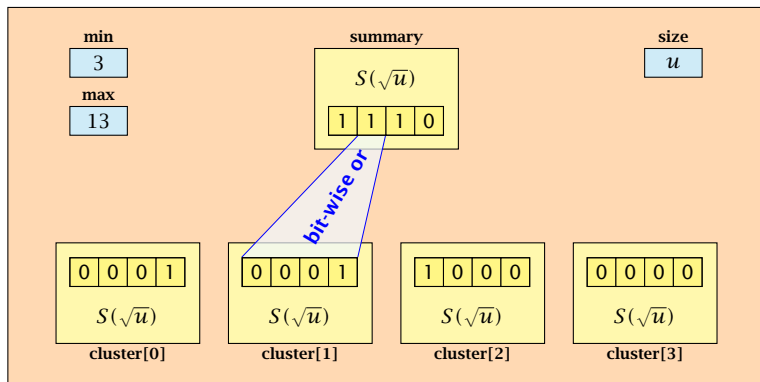 min
summary
size
3
S(√u)
u
max
13
1 1 1 0
bit-wise or
0 0 0 1
0 0 0 1
1 0 0 0
0 0 0 0
S(√u)
S(√u)
S(√u)
S(√u)
cluster[0]
cluster[1]
cluster[2]
cluster[3]